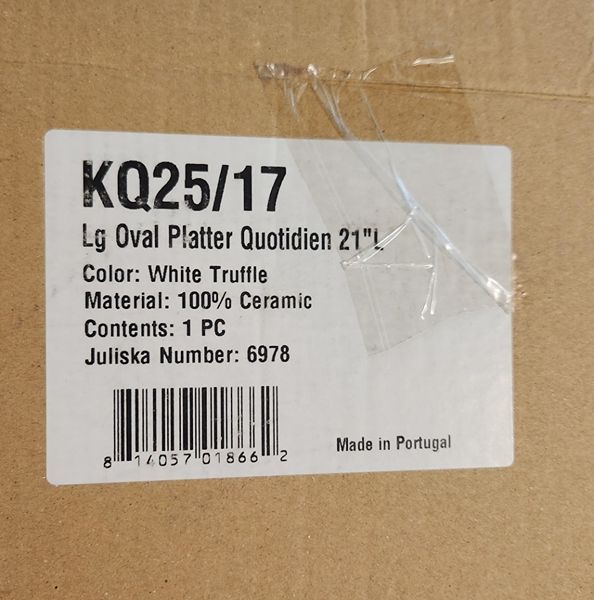 KQ25/17
Lg Oval Platter Quotidien 21"L
Color: White Truffle
Material: 100% Ceramic
Contents: 1 PC
Juliska Number: 6978
8 14057 01866 2
Made in Portugal